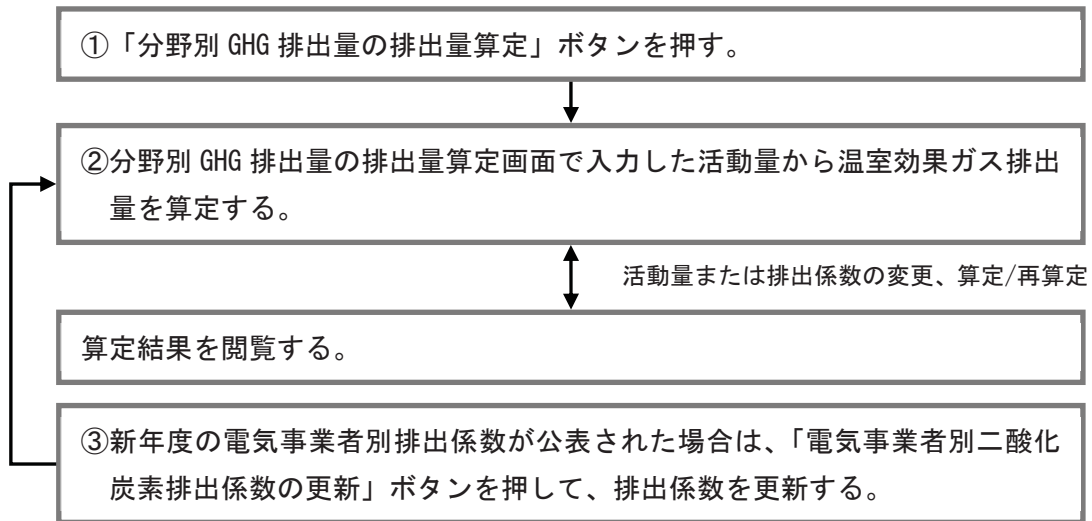 ①「分野別 GHG 排出量の排出量算定」ボタンを押す。
②分野別 GHG 排出量の排出量算定画面で入力した活動量から温室効果ガス排出
量を算定する。
活動量または排出係数の変更、算定/再算定
算定結果を閲覧する。
③新年度の電気事業者別排出係数が公表された場合は、「電気事業者別二酸化
炭素排出係数の更新」ボタンを押して、排出係数を更新する。